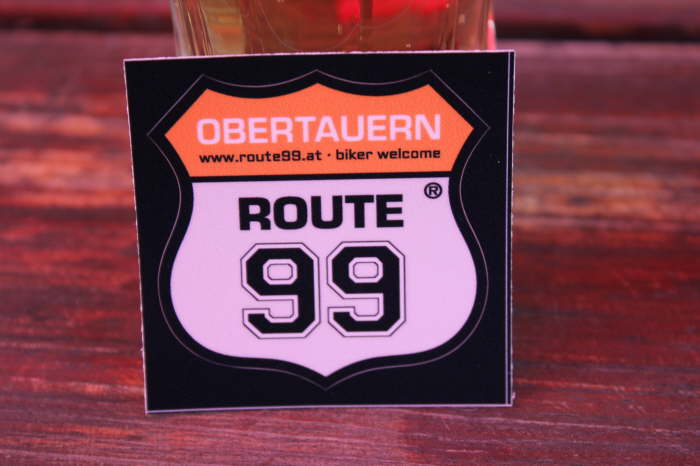 OBERTAUERN
www.route99.at · biker welcome
ROUTE ®
99